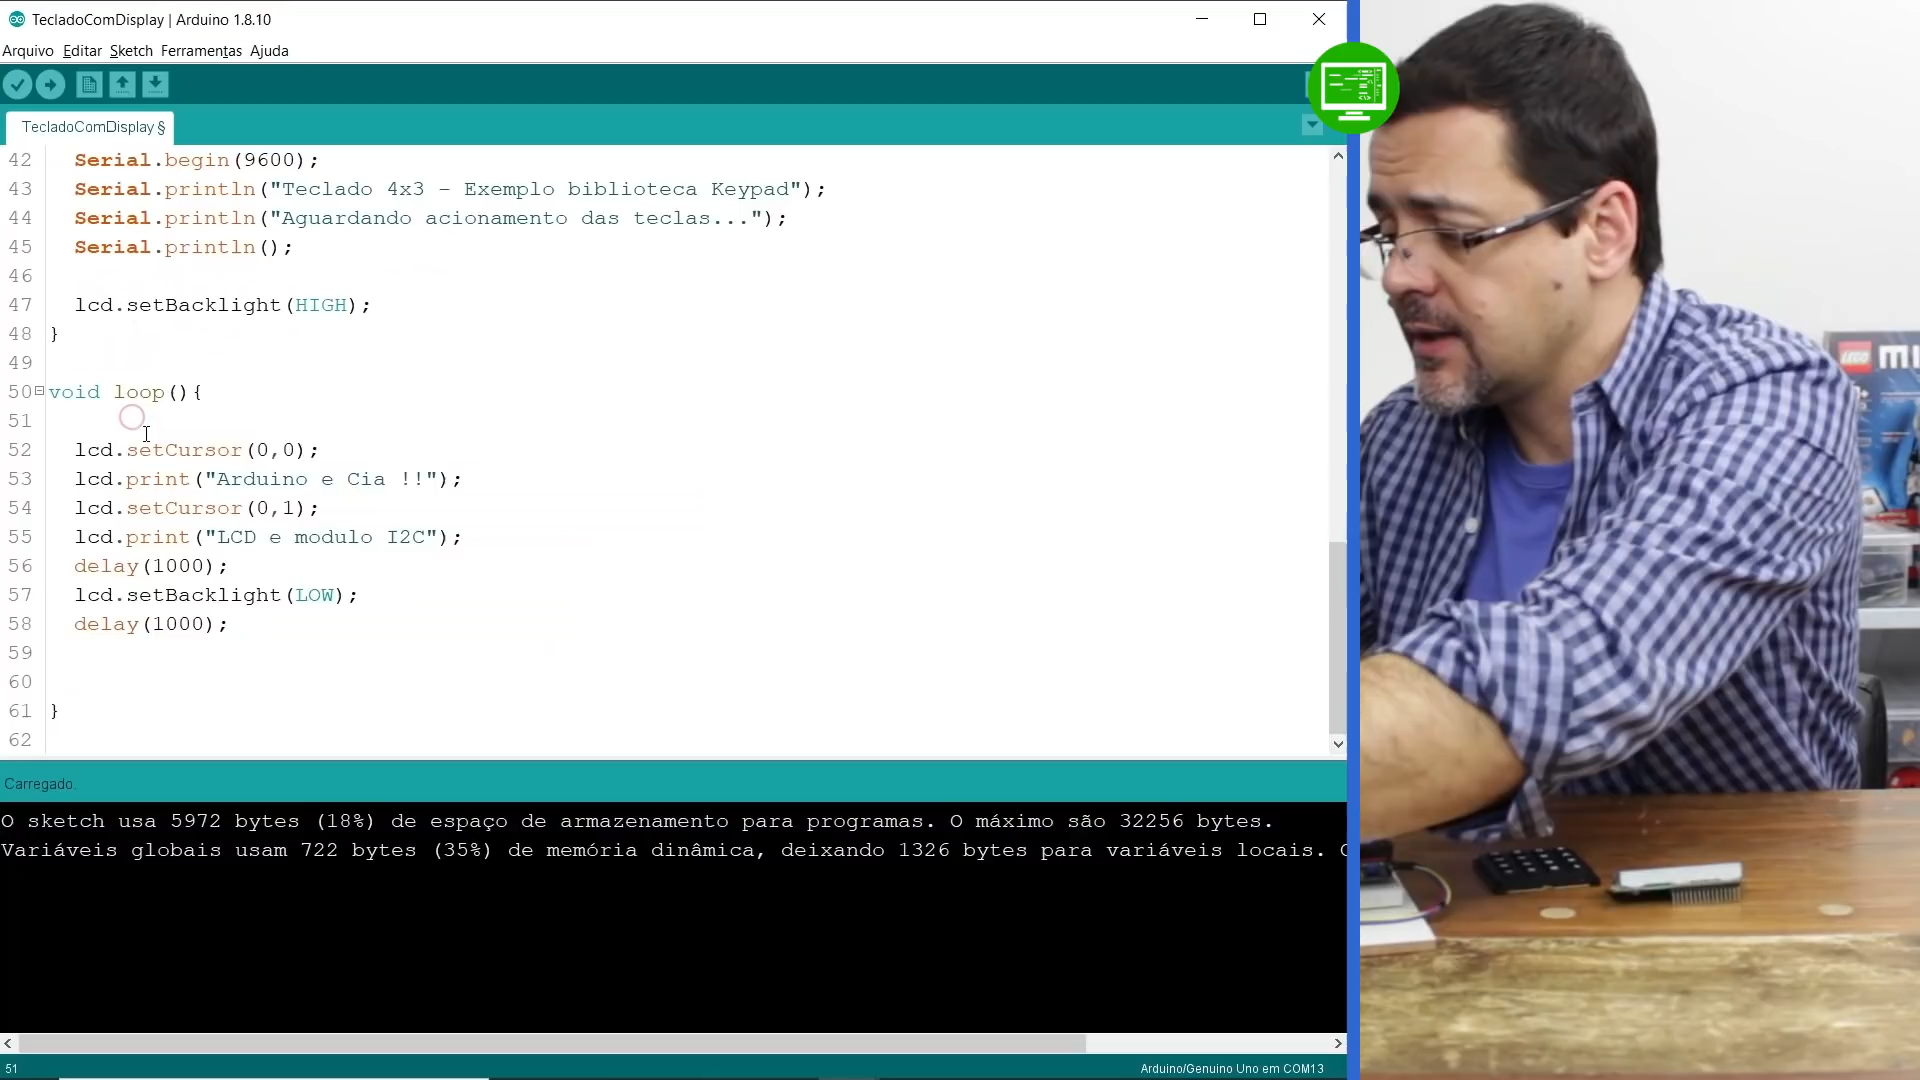 TecladoComDisplay | Arduino 1.8.10
Arquivo Editar Sketch Ferramentas Ajuda
TecladoComDisplay §
42 Serial.begin(9600);
43 Serial.println("Teclado 4x3 - Exemplo biblioteca Keypad");
44 Serial.println("Aguardando acionamento das teclas...");
45 Serial.println();
46
47 lcd.setBacklight(HIGH);
48 }
49
50 void loop(){
51
52 lcd.setCursor(0,0);
53 lcd.print("Arduino e Cia !!");
54 lcd.setCursor(0,1);
55 lcd.print("LCD e modulo I2C");
56 delay(1000);
57 lcd.setBacklight(LOW);
58 delay(1000);
59
60
61 }
62
Carregado.
O sketch usa 5972 bytes (18%) de espaço de armazenamento para programas. O máximo são 32256 bytes.
Variáveis globais usam 722 bytes (35%) de memória dinâmica, deixando 1326 bytes para variáveis locais.
51
Arduino/Genuino Uno em COM13
LEGO